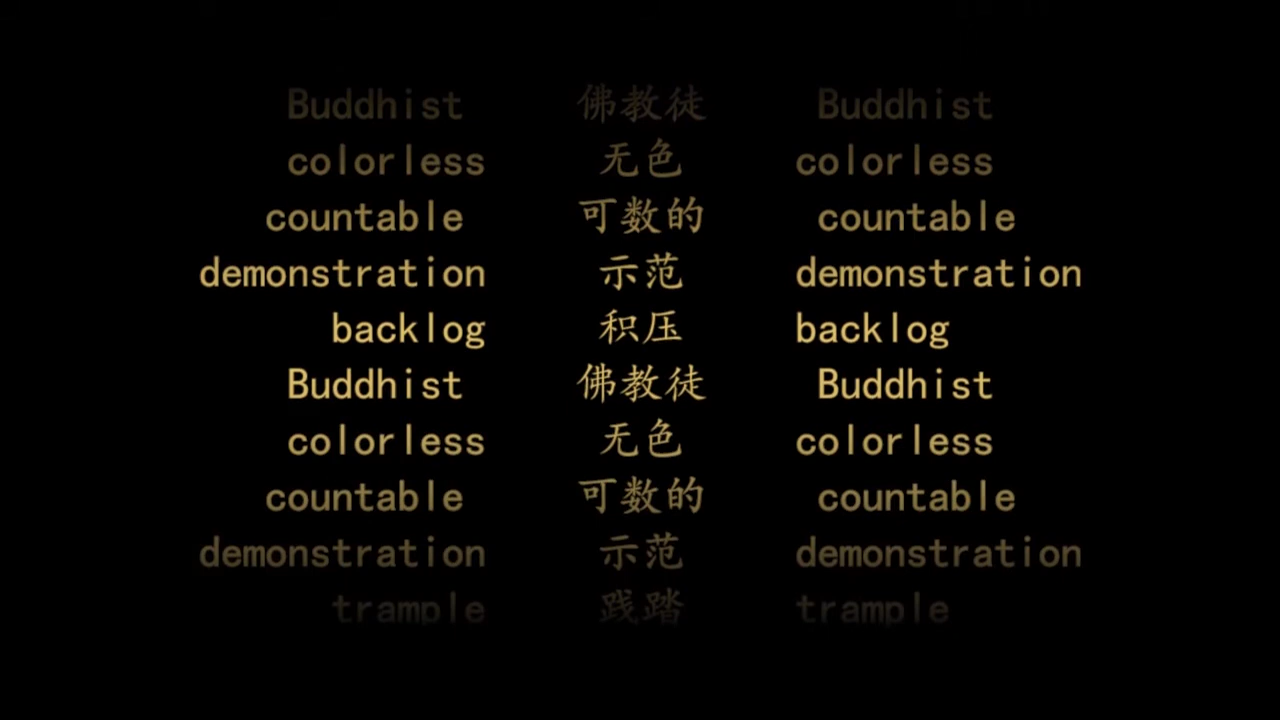 Buddhist 佛教徒 Buddhist
colorless 无色 colorless
countable 可数的 countable
demonstration 示范 demonstration
backlog 积压 backlog
Buddhist 佛教徒 Buddhist
colorless 无色 colorless
countable 可数的 countable
demonstration 示范 demonstration
trample 践踏 trample